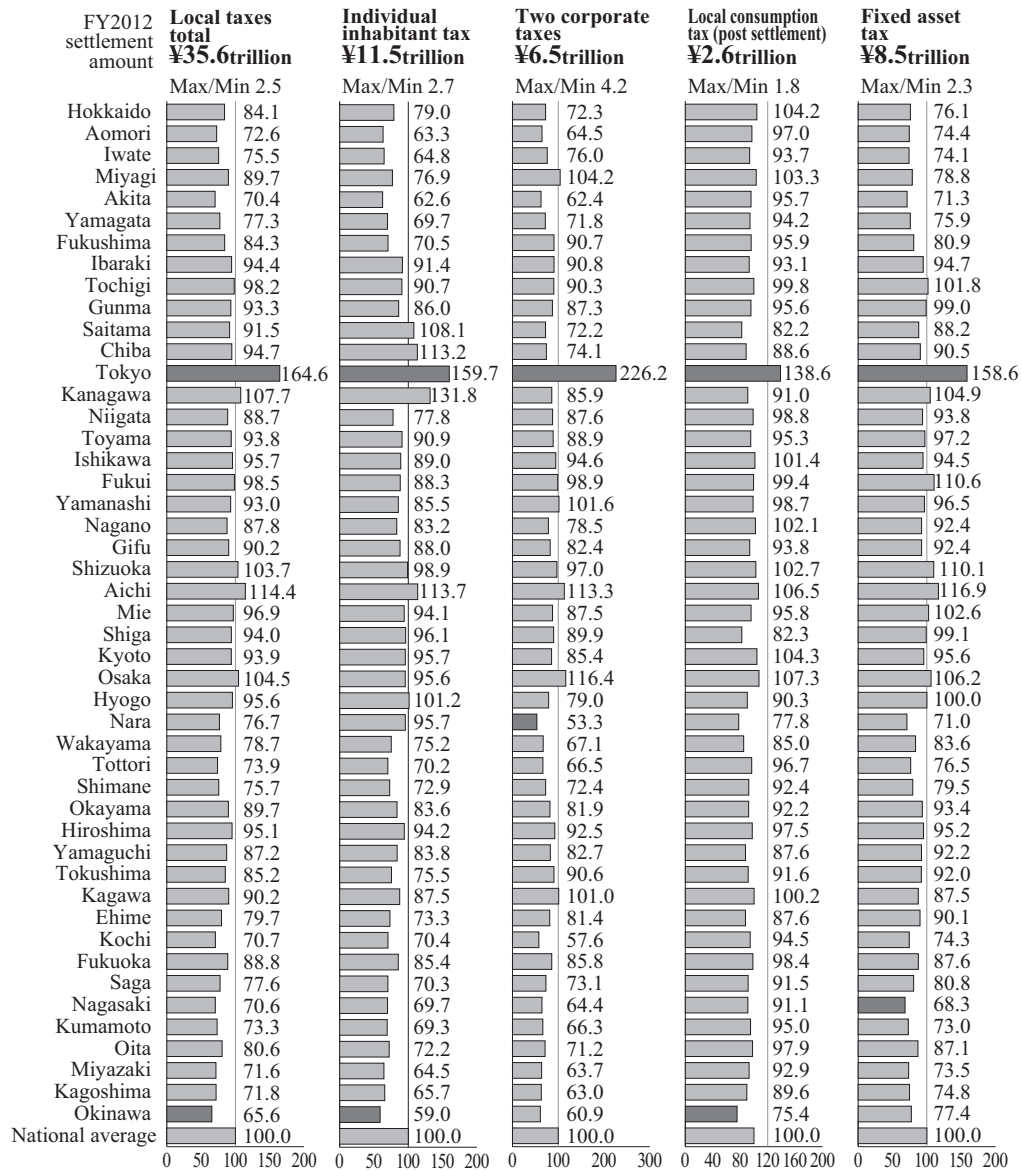 FY2012 settlement amount
Local taxes total ¥35.6trillion
Individual inhabitant tax ¥11.5trillion
Two corporate taxes ¥6.5trillion
Local consumption tax (post settlement) ¥2.6trillion
Fixed asset tax ¥8.5trillion
Max/Min 2.5 Max/Min 2.7 Max/Min 4.2 Max/Min 1.8 Max/Min 2.3
Hokkaido 84.1 79.0 72.3 104.2 76.1
Aomori 72.6 63.3 64.5 97.0 74.4
Iwate 75.5 64.8 76.0 93.7 74.1
Miyagi 89.7 76.9 104.2 103.3 78.8
Akita 70.4 62.6 62.4 95.7 71.3
Yamagata 77.3 69.7 71.8 94.2 75.9
Fukushima 84.3 70.5 90.7 95.9 80.9
Ibaraki 94.4 91.4 90.8 93.1 94.7
Tochigi 98.2 90.7 90.3 99.8 101.8
Gunma 93.3 86.0 87.3 95.6 99.0
Saitama 91.5 108.1 72.2 82.2 88.2
Chiba 94.7 113.2 74.1 88.6 90.5
Tokyo 164.6 159.7 226.2 138.6 158.6
Kanagawa 107.7 131.8 85.9 91.0 104.9
Niigata 88.7 77.8 87.6 98.8 93.8
Toyama 93.8 90.9 88.9 95.3 97.2
Ishikawa 95.7 89.0 94.6 101.4 94.5
Fukui 98.5 88.3 98.9 99.4 110.6
Yamanashi 93.0 85.5 101.6 98.7 96.5
Nagano 87.8 83.2 78.5 102.1 92.4
Gifu 90.2 88.0 82.4 93.8 92.4
Shizuoka 103.7 98.9 97.0 102.7 110.1
Aichi 114.4 113.7 113.3 106.5 116.9
Mie 96.9 94.1 87.5 95.8 102.6
Shiga 94.0 96.1 89.9 82.3 99.1
Kyoto 93.9 95.7 85.4 104.3 95.6
Osaka 104.5 95.6 116.4 107.3 106.2
Hyogo 95.6 101.2 79.0 90.3 100.0
Nara 76.7 95.7 53.3 77.8 71.0
Wakayama 78.7 75.2 67.1 85.0 83.6
Tottori 73.9 70.2 66.5 96.7 76.5
Shimane 75.7 72.9 72.4 92.4 79.5
Okayama 89.7 83.6 81.9 92.2 93.4
Hiroshima 95.1 94.2 92.5 97.5 95.2
Yamaguchi 87.2 83.8 82.7 87.6 92.2
Tokushima 85.2 75.5 90.6 91.6 92.0
Kagawa 90.2 87.5 101.0 100.2 87.5
Ehime 79.7 73.3 81.4 87.6 90.1
Kochi 70.7 70.4 57.6 94.5 74.3
Fukuoka 88.8 85.4 85.8 98.4 87.6
Saga 77.6 70.3 73.1 91.5 80.8
Nagasaki 70.6 69.7 64.4 91.1 68.3
Kumamoto 73.3 69.3 66.3 95.0 73.0
Oita 80.6 72.2 71.2 97.9 87.1
Miyazaki 71.6 64.5 63.7 92.9 73.5
Kagoshima 71.8 65.7 63.0 89.6 74.8
Okinawa 65.6 59.0 60.9 75.4 77.4
National average 100.0 100.0 100.0 100.0 100.0
0 50 100 150 200 0 50 100 150 200 0 100 200 300 0 40 80 120 160 200 0 50 100 150 200